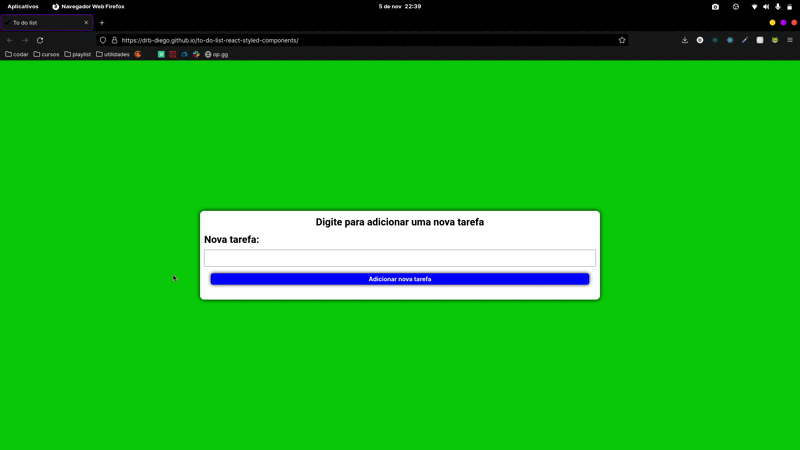 Aplicativos Navegador Web Firefox 5 de nov 22:39
To do list
https://drb-diego.github.io/to-do-list-react-styled-components/
codar cursos playlist utilidades op.gg
Digite para adicionar uma nova tarefa
Nova tarefa:
Adicionar nova tarefa